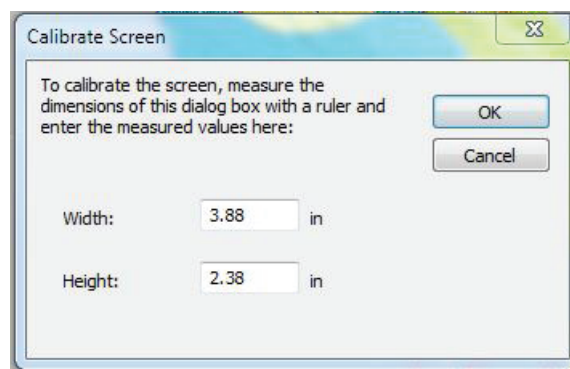 Calibrate Screen
To calibrate the screen, measure the
dimensions of this dialog box with a ruler and
enter the measured values here:
OK
Cancel
Width: 3.88 in
Height: 2.38 in